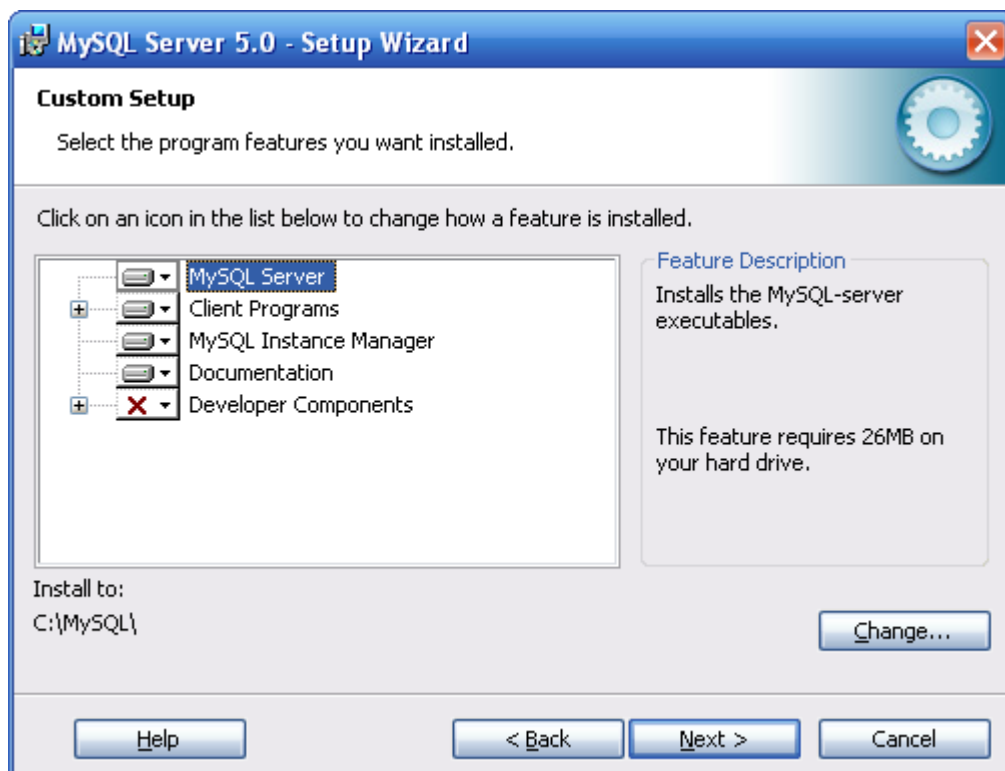 MySQL Server 5.0 - Setup Wizard
Custom Setup
Select the program features you want installed.
Click on an icon in the list below to change how a feature is installed.
MySQL Server
Client Programs
MySQL Instance Manager
Documentation
Developer Components
Feature Description
Installs the MySQL-server
executables.
This feature requires 26MB on
your hard drive.
Install to:
C:\MySQL\
Change...
Help
< Back
Next >
Cancel